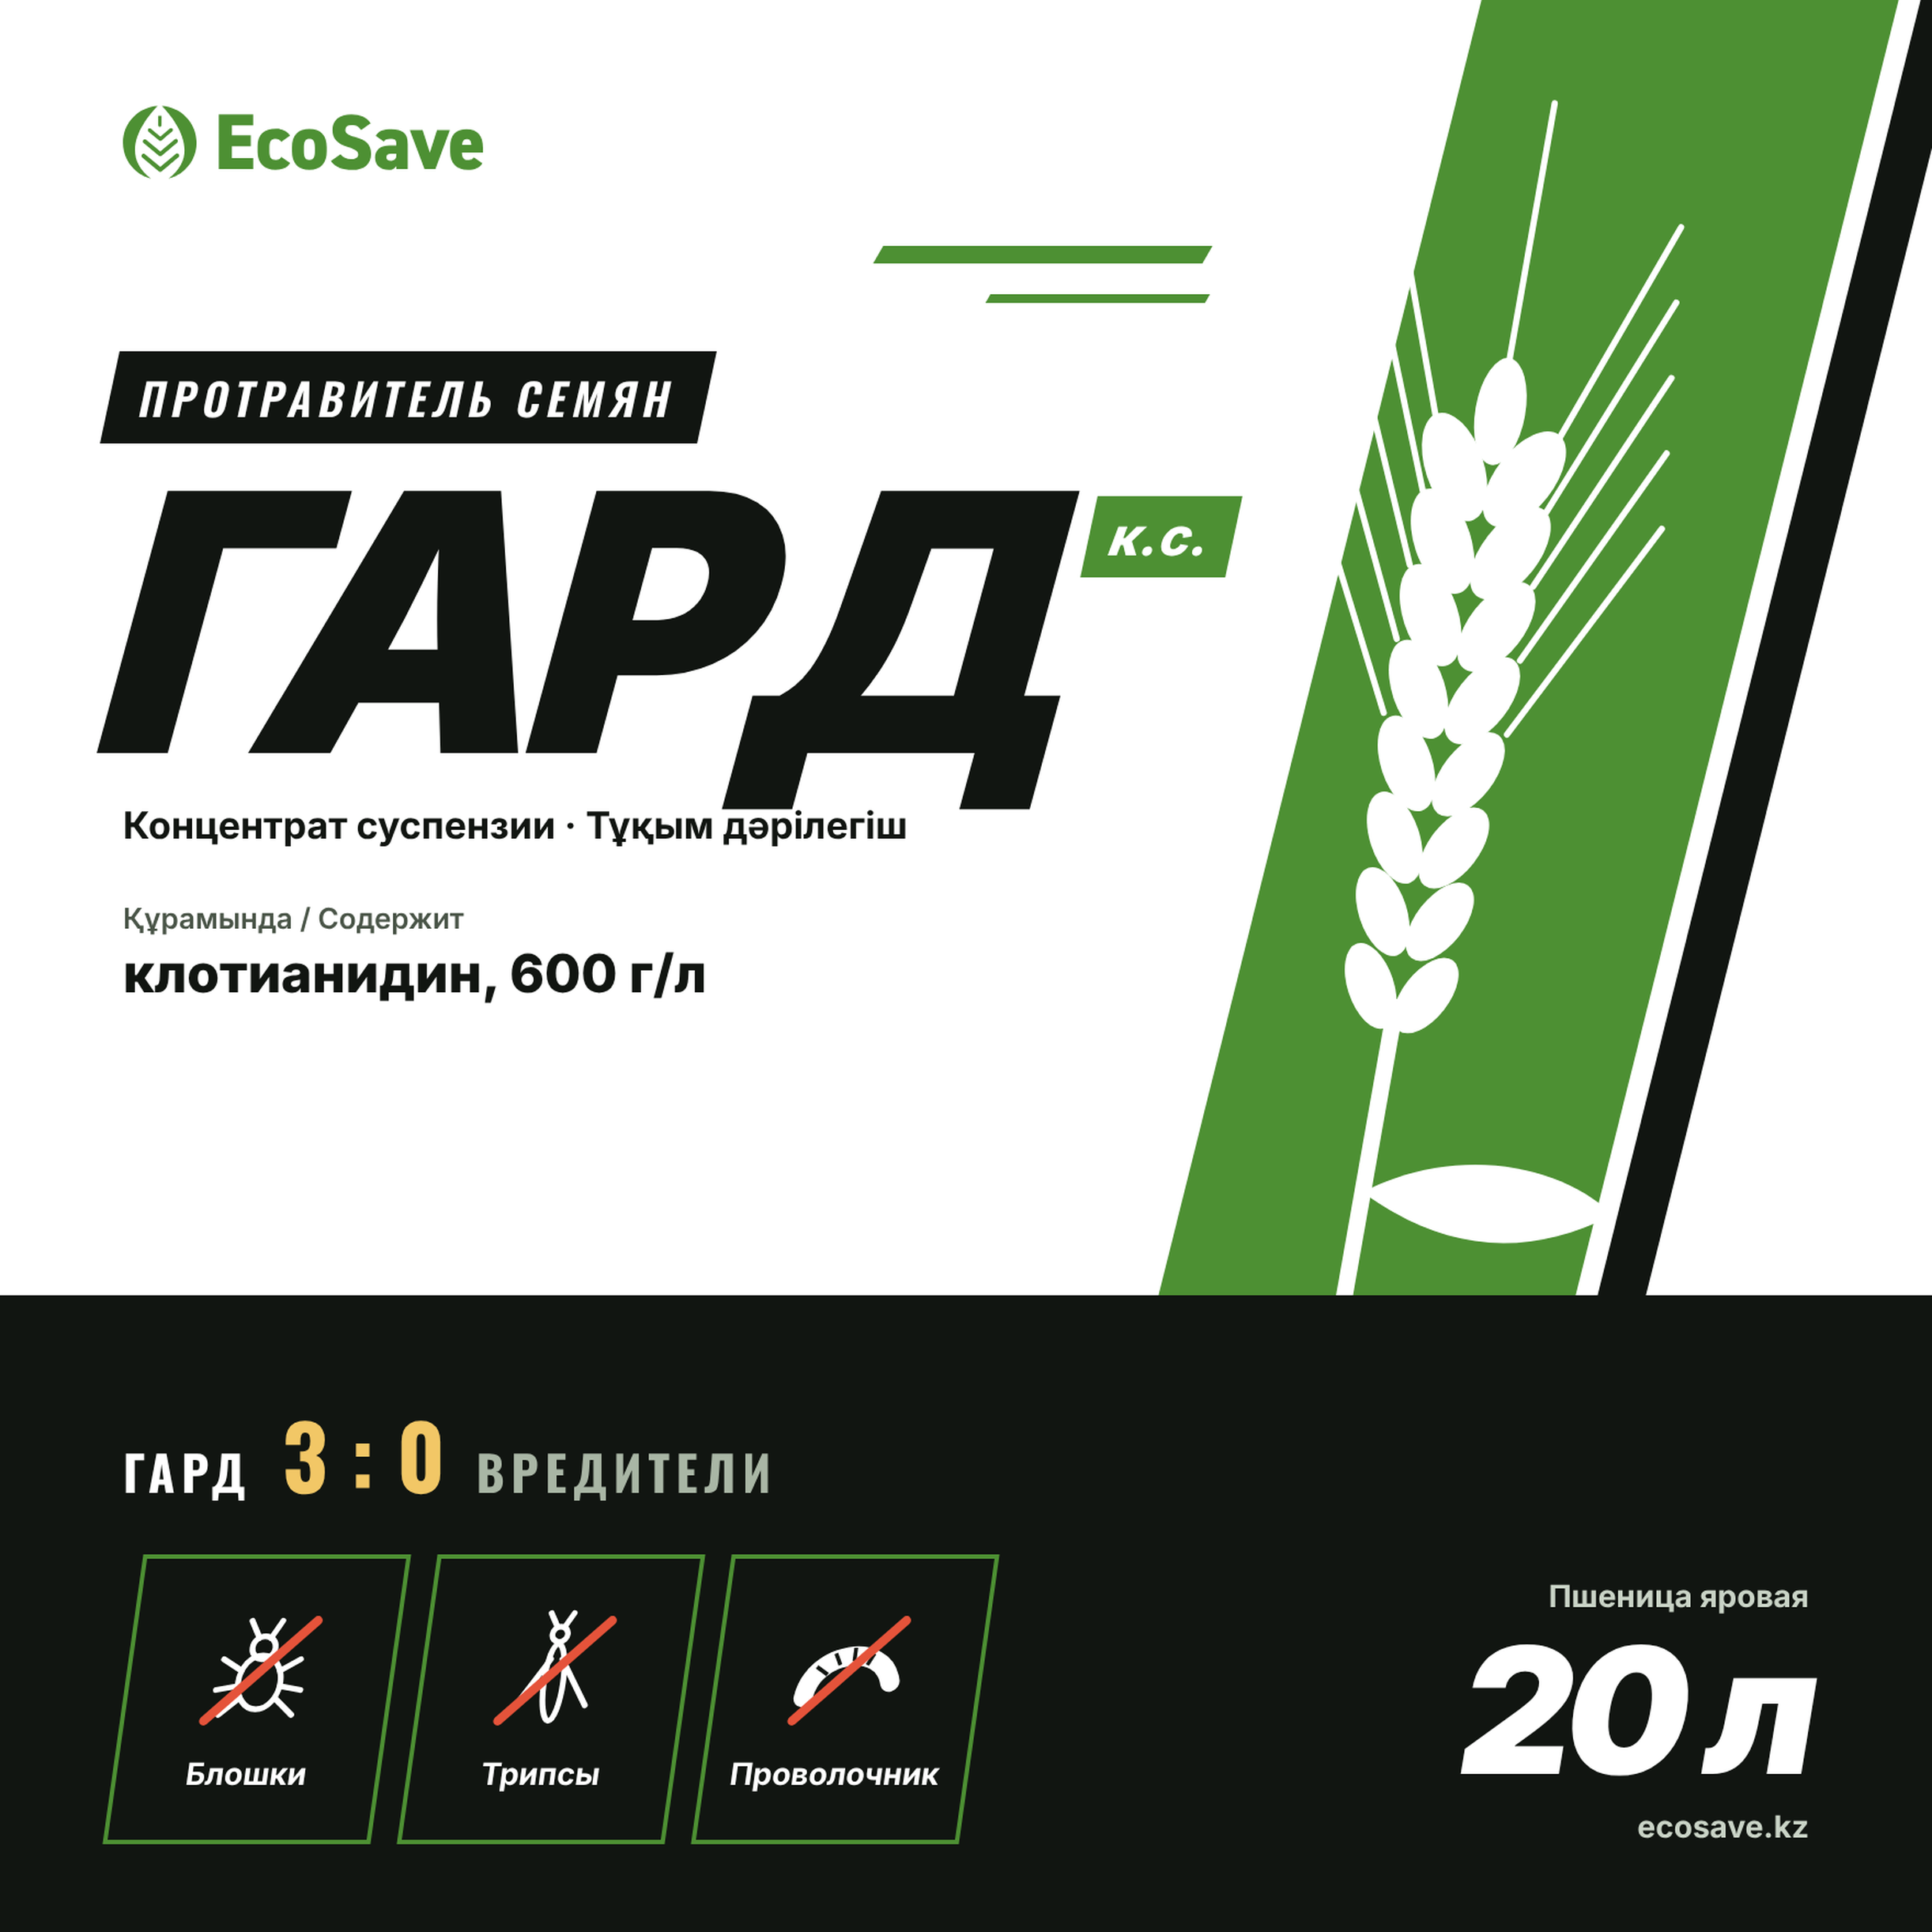 EcoSave
ПРОТРАВИТЕЛЬ СЕМЯН
ГАРД к.с.
Концентрат суспензии · Тұқым дәрілегіш
Құрамында / Содержит
клотианидин, 600 г/л
ГАРД 3 : 0 ВРЕДИТЕЛИ
Блошки Трипсы Проволочник
Пшеница яровая
20 л
ecosave.kz